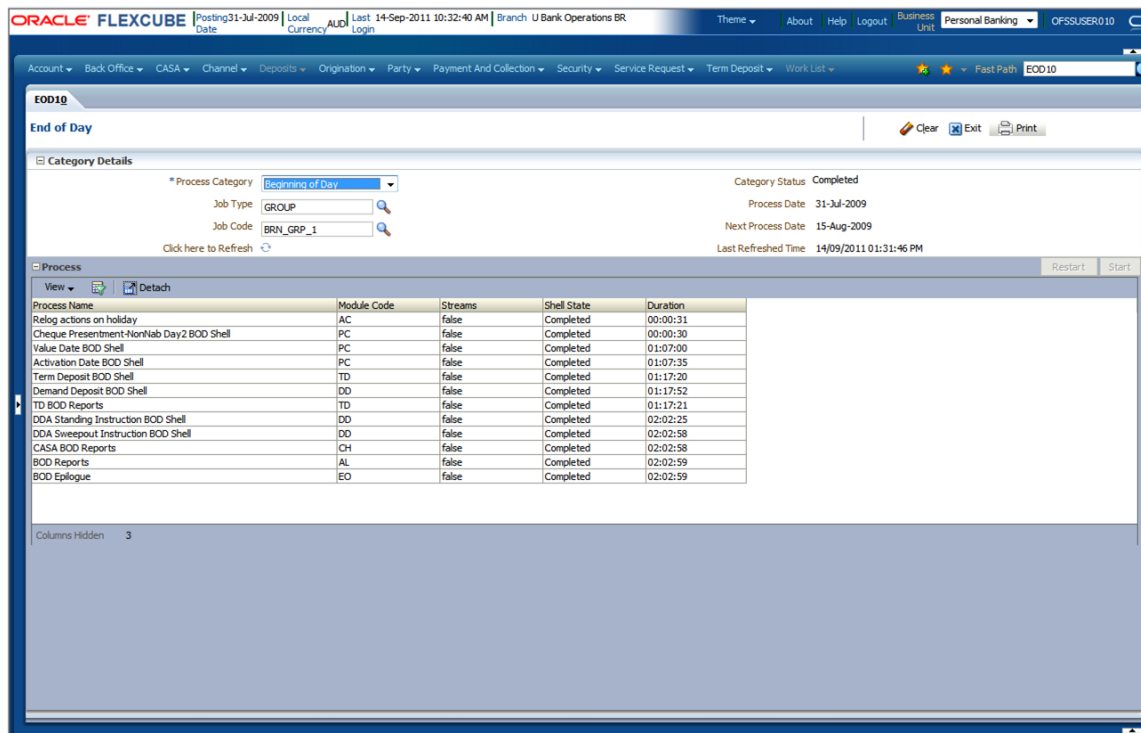 ORACLE FLEXCUBE Posting Date 31-Jul-2009 Local Currency AUD Last Login 14-Sep-2011 10:32:40 AM Branch U Bank Operations BR Theme About Help Logout Business Unit Personal Banking OFSSUSER010
Account Back Office CASA Channel Deposits Origination Party Payment And Collection Security Service Request Term Deposit Work List Fast Path EOD10
EOD10
End of Day Clear Exit Print
Category Details
* Process Category Beginning of Day Category Status Completed
Job Type GROUP Process Date 31-Jul-2009
Job Code BRN_GRP_1 Next Process Date 15-Aug-2009
Click here to Refresh Last Refreshed Time 14/09/2011 01:31:46 PM
Process Restart Start
View Detach
Process Name Module Code Streams Shell State Duration
Relog actions on holiday AC false Completed 00:00:31
Cheque Presentment-NonNab Day2 BOD Shell PC false Completed 00:00:30
Value Date BOD Shell PC false Completed 01:07:00
Activation Date BOD Shell PC false Completed 01:07:35
Term Deposit BOD Shell TD false Completed 01:17:20
Demand Deposit BOD Shell DD false Completed 01:17:52
TD BOD Reports TD false Completed 01:17:21
DDA Standing Instruction BOD Shell DD false Completed 02:02:25
DDA Sweepout Instruction BOD Shell DD false Completed 02:02:58
CASA BOD Reports CH false Completed 02:02:58
BOD Reports AL false Completed 02:02:59
BOD Epilogue EO false Completed 02:02:59
Columns Hidden 3